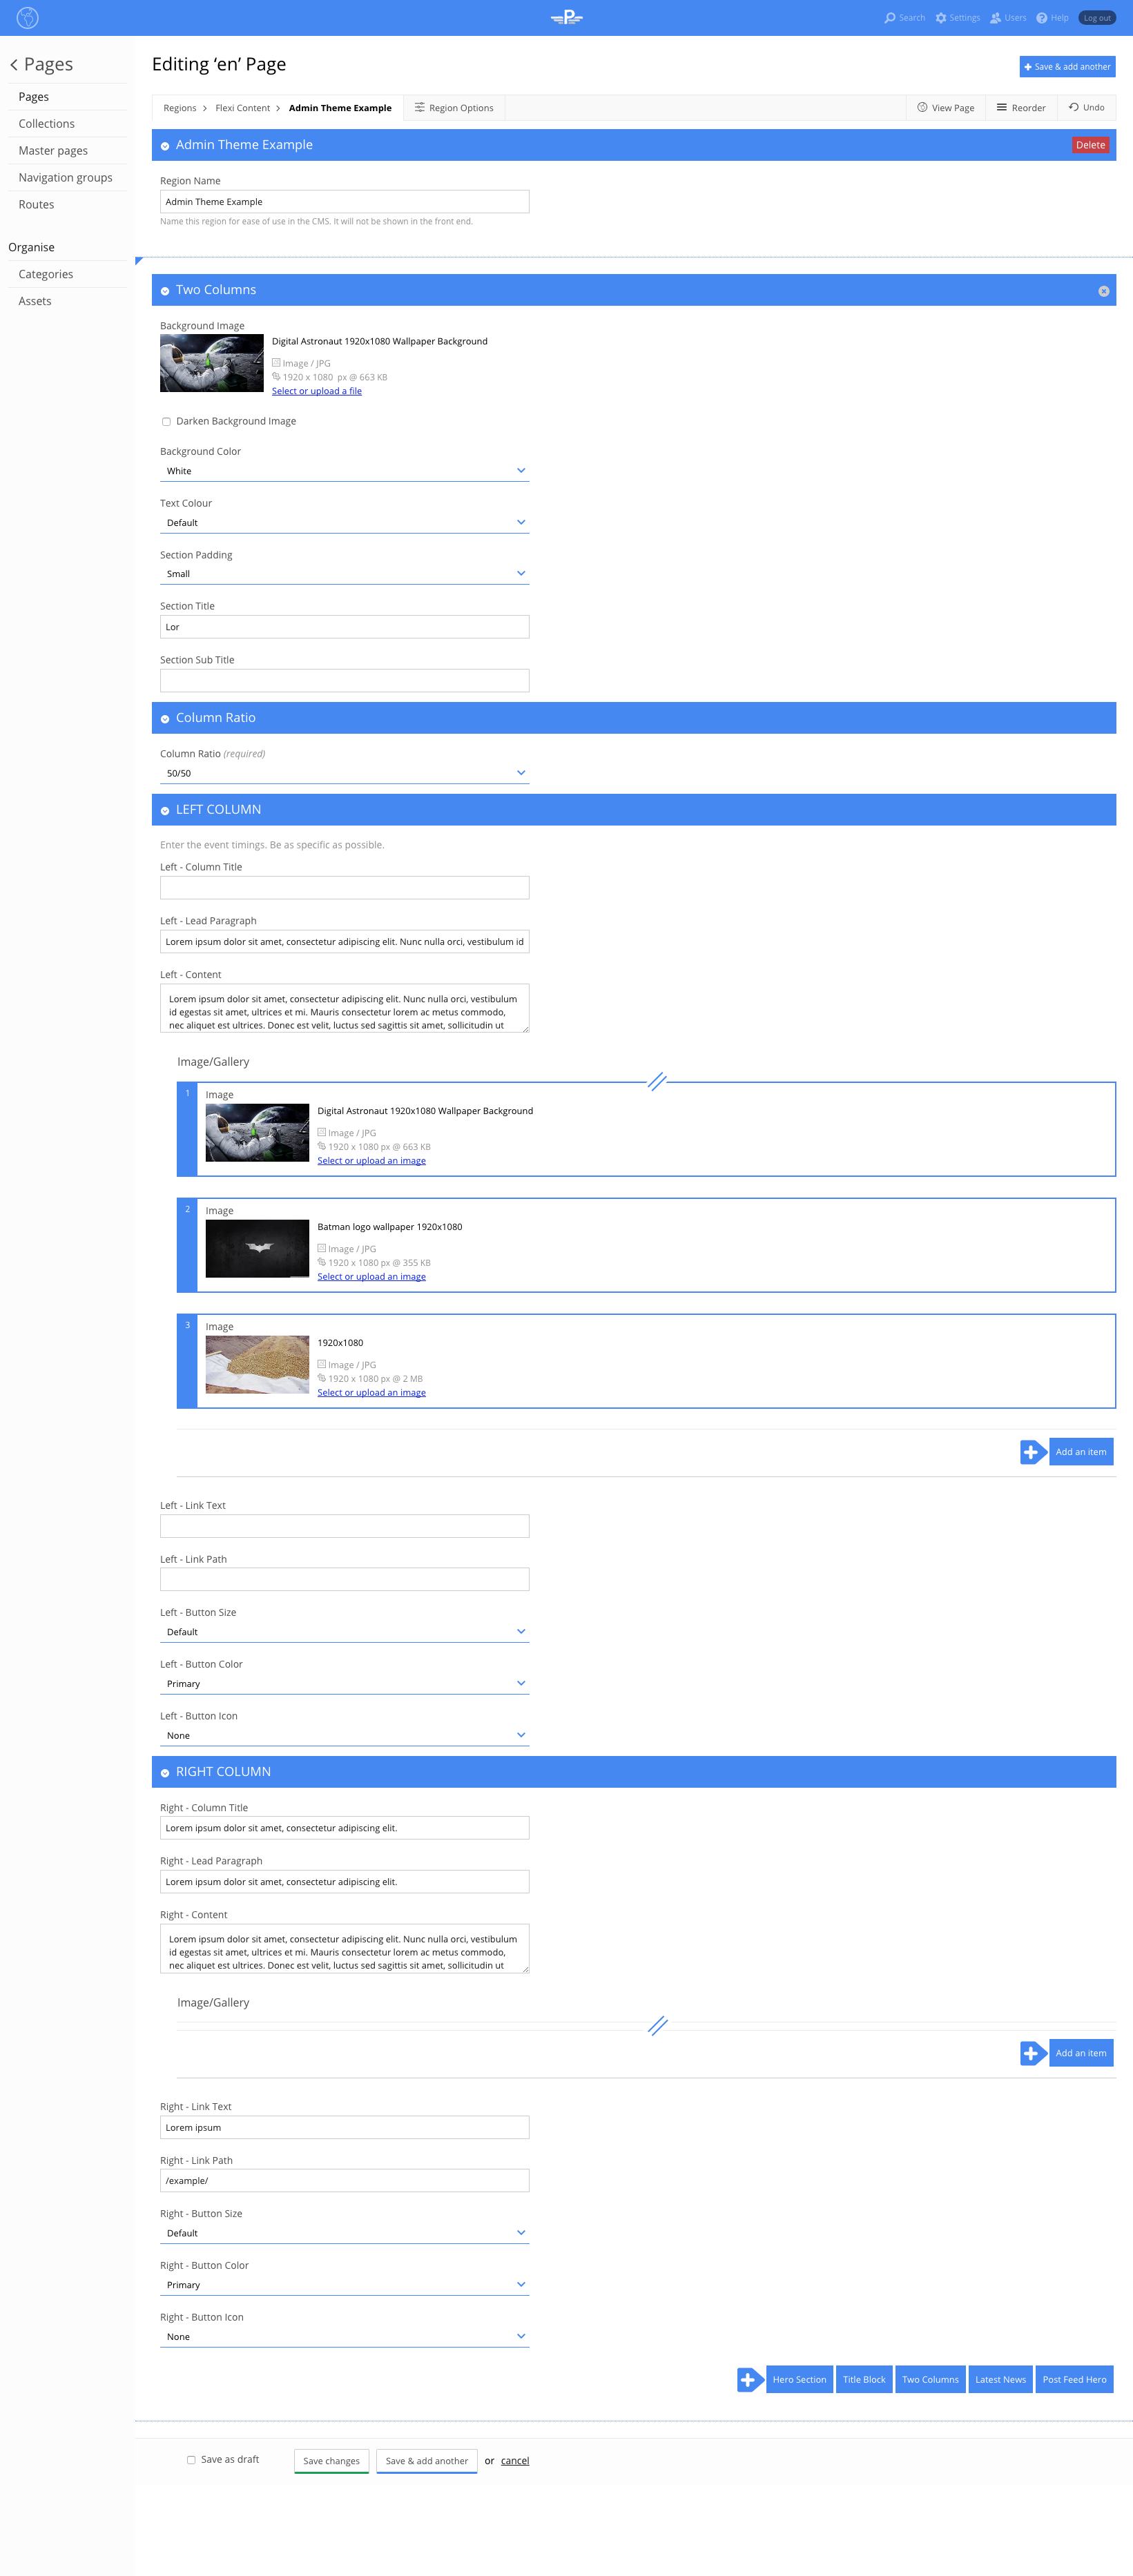 P
Search
Settings
Users
Help
Log out
Pages
Pages
Collections
Master pages
Navigation groups
Routes
Organise
Categories
Assets
Editing ‘en’ Page
Save & add another
Regions
Flexi Content
Admin Theme Example
Region Options
View Page
Reorder
Undo
Admin Theme Example
Delete
Region Name
Admin Theme Example
Name this region for ease of use in the CMS. It will not be shown in the front end.
Two Columns
Background Image
Digital Astronaut 1920x1080 Wallpaper Background
Image / JPG
1920 x 1080 px @ 663 KB
Select or upload a file
Darken Background Image
Background Color
White
Text Colour
Default
Section Padding
Small
Section Title
Lor
Section Sub Title
Column Ratio
Column Ratio (required)
50/50
LEFT COLUMN
Enter the event timings. Be as specific as possible.
Left - Column Title
Left - Lead Paragraph
Lorem ipsum dolor sit amet, consectetur adipiscing elit. Nunc nulla orci, vestibulum id
Left - Content
Lorem ipsum dolor sit amet, consectetur adipiscing elit. Nunc nulla orci, vestibulum
id egestas sit amet, ultrices et mi. Mauris consectetur lorem ac metus commodo,
nec aliquet est ultrices. Donec est velit, luctus sed sagittis sit amet, sollicitudin ut
Image/Gallery
1
Image
Digital Astronaut 1920x1080 Wallpaper Background
Image / JPG
1920 x 1080 px @ 663 KB
Select or upload an image
2
Image
Batman logo wallpaper 1920x1080
Image / JPG
1920 x 1080 px @ 355 KB
Select or upload an image
3
Image
1920x1080
Image / JPG
1920 x 1080 px @ 2 MB
Select or upload an image
Add an item
Left - Link Text
Left - Link Path
Left - Button Size
Default
Left - Button Color
Primary
Left - Button Icon
None
RIGHT COLUMN
Right - Column Title
Lorem ipsum dolor sit amet, consectetur adipiscing elit.
Right - Lead Paragraph
Lorem ipsum dolor sit amet, consectetur adipiscing elit.
Right - Content
Lorem ipsum dolor sit amet, consectetur adipiscing elit. Nunc nulla orci, vestibulum
id egestas sit amet, ultrices et mi. Mauris consectetur lorem ac metus commodo,
nec aliquet est ultrices. Donec est velit, luctus sed sagittis sit amet, sollicitudin ut
Image/Gallery
Add an item
Right - Link Text
Lorem ipsum
Right - Link Path
/example/
Right - Button Size
Default
Right - Button Color
Primary
Right - Button Icon
None
Hero Section
Title Block
Two Columns
Latest News
Post Feed Hero
Save as draft
Save changes
Save & add another
or cancel